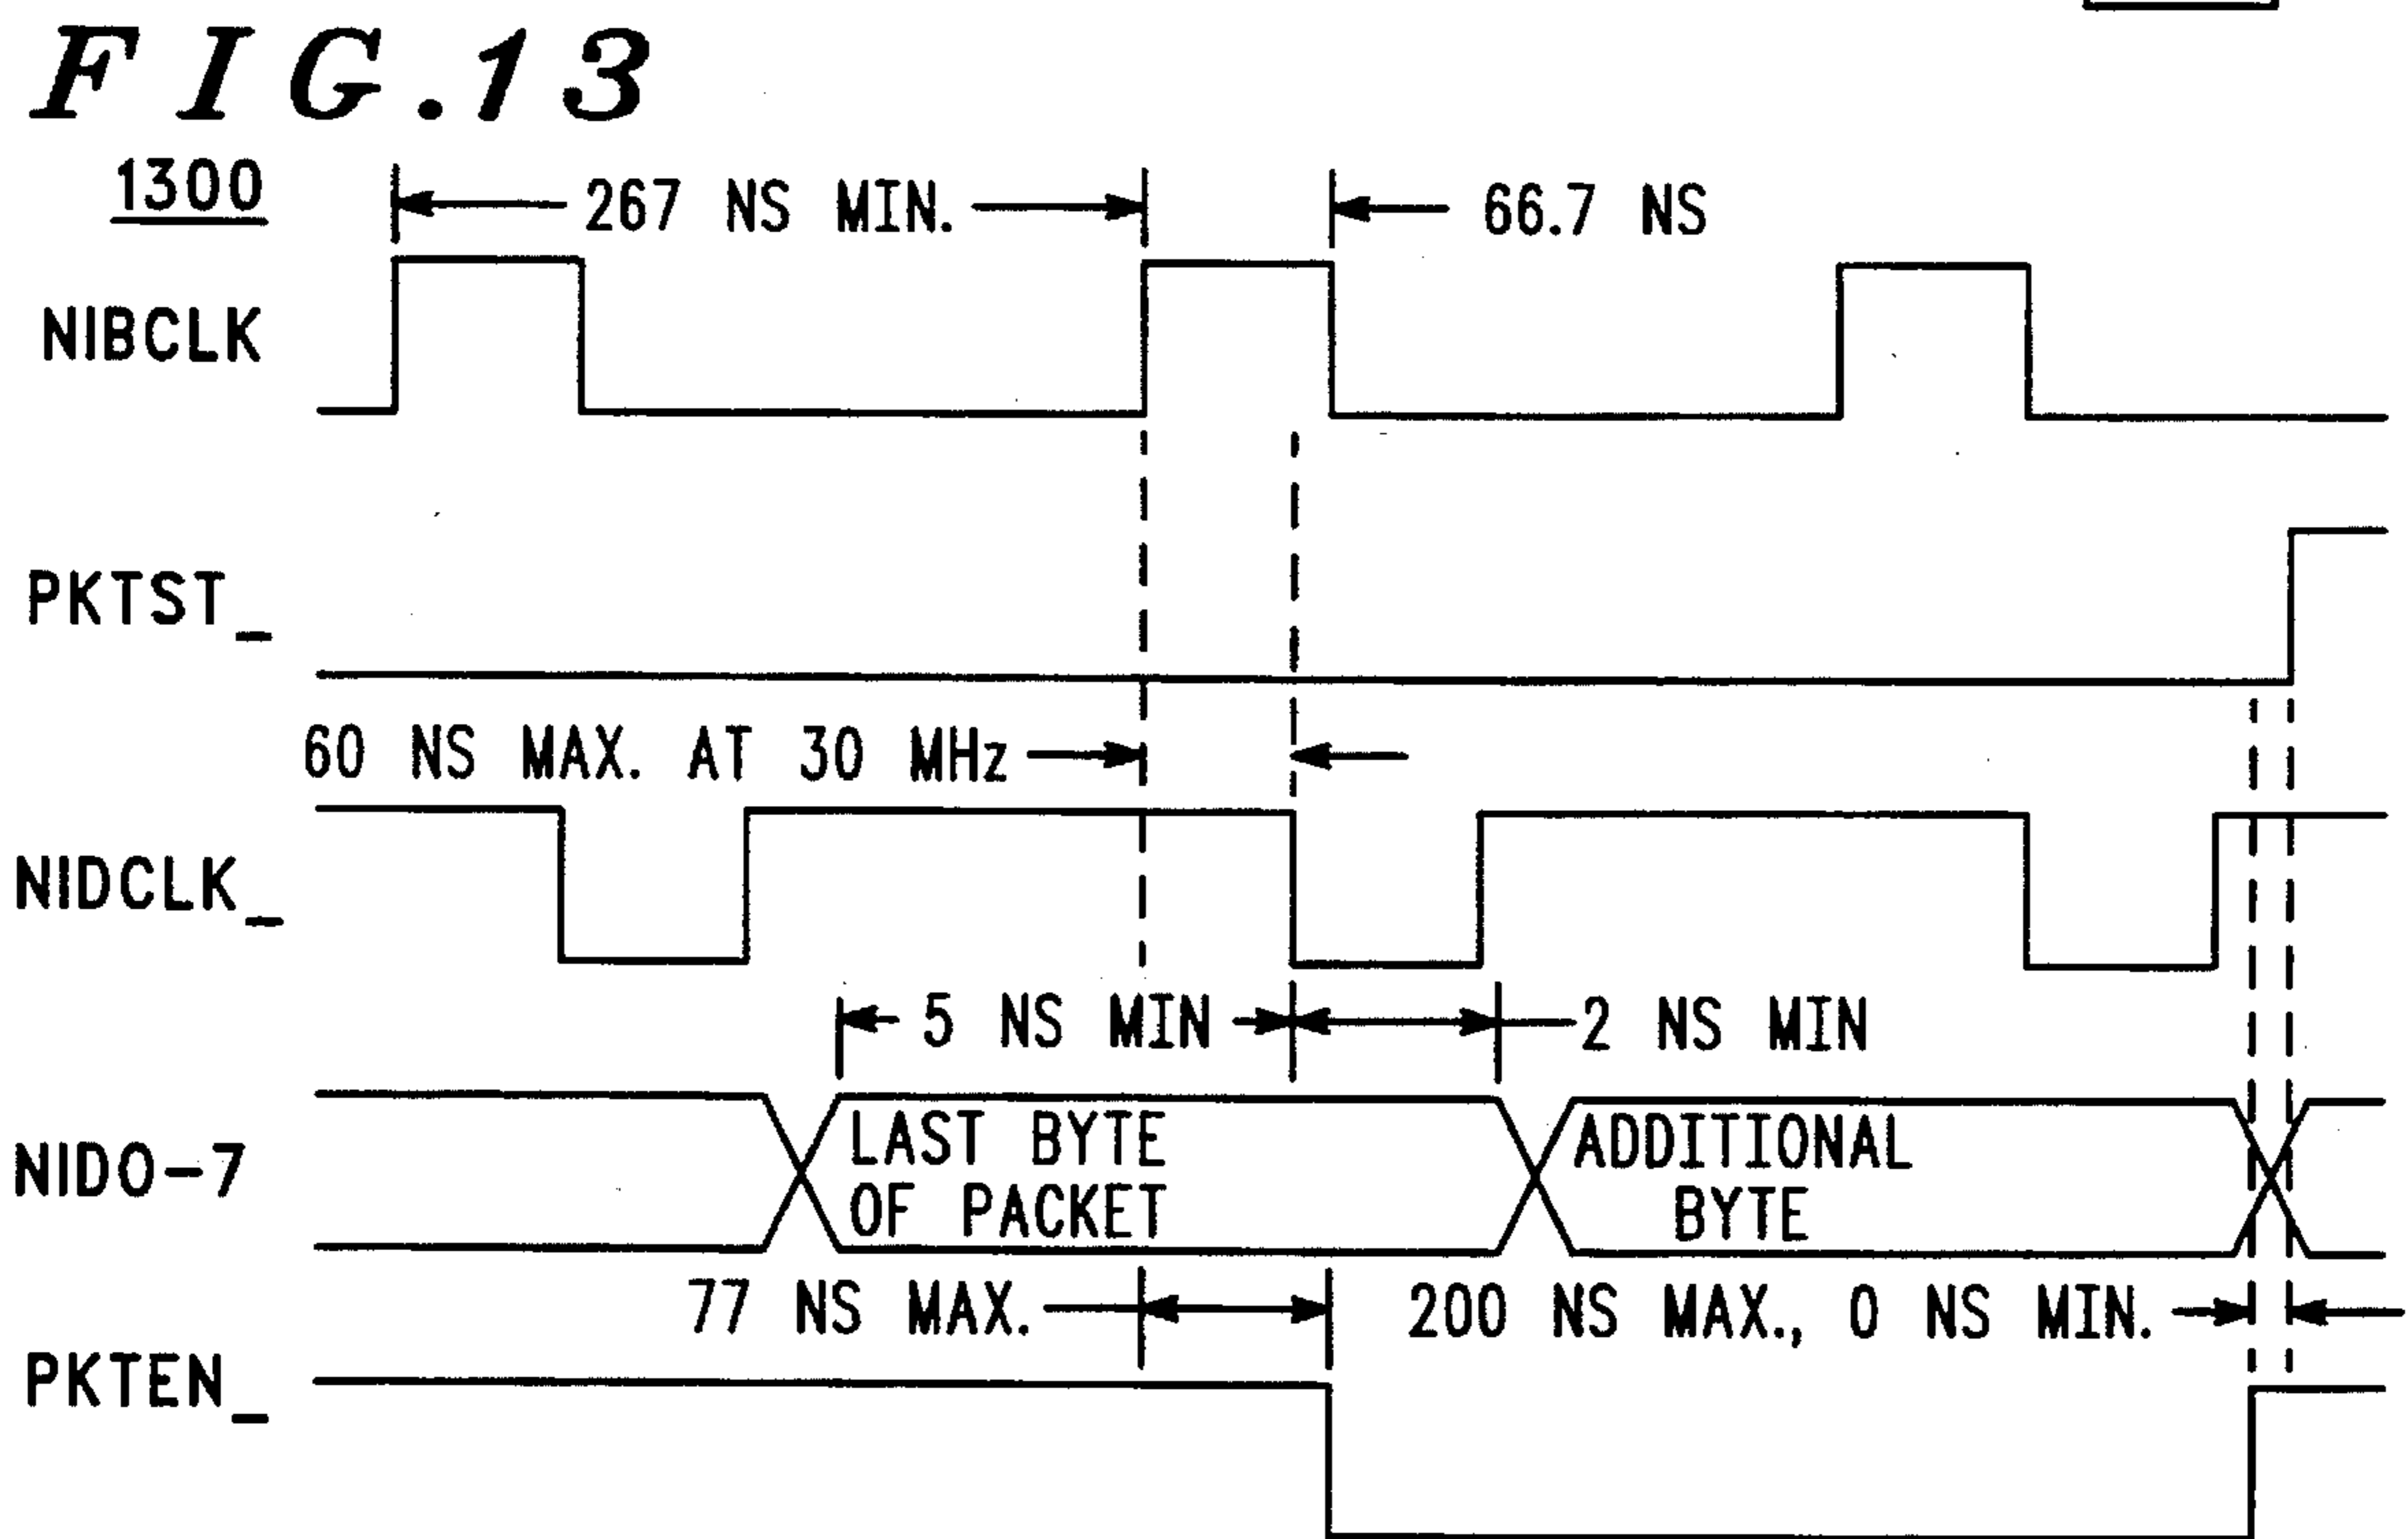 FIG.13
1300
267 NS MIN.
66.7 NS
NIBCLK
PKTST_
60 NS MAX. AT 30 MHz
NIDCLK_
5 NS MIN
2 NS MIN
NIDO-7
LAST BYTE
OF PACKET
ADDITIONAL
BYTE
77 NS MAX.
200 NS MAX., 0 NS MIN.
PKTEN_